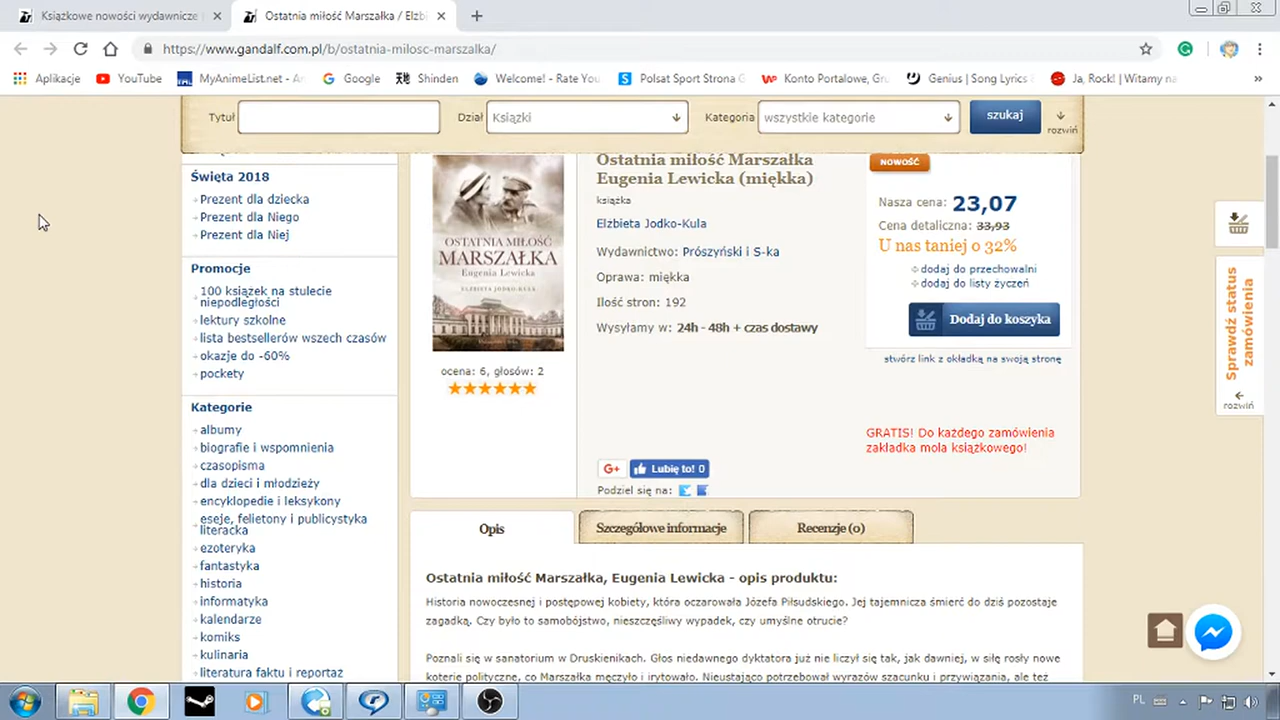 Książkowe nowości wydawnicze
Ostatnia miłość Marszałka / Elżbi
https://www.gandalf.com.pl/b/ostatnia-milosc-marszalka/
Aplikacje
YouTube
MyAnimeList.net - An
Google
Shinden
Welcome! - Rate You
Polsat Sport Strona G
Konto Portalowe, Gru
Genius | Song Lyrics &
Ja, Rock! | Witamy na
»
Tytuł
Dział
Książki
Kategoria
wszystkie kategorie
szukaj
rozwiń
Święta 2018
Prezent dla dziecka
Prezent dla Niego
Prezent dla Niej
Promocje
100 książek na stulecie
niepodległości
lektury szkolne
lista bestsellerów wszech czasów
okazje do -60%
pockety
Kategorie
albumy
biografie i wspomnienia
czasopisma
dla dzieci i młodzieży
encyklopedie i leksykony
eseje, felietony i publicystyka
literacka
ezoteryka
fantastyka
historia
informatyka
kalendarze
komiks
kulinaria
literatura faktu i reportaż
OSTATNIA MIŁOŚĆ
MARSZAŁKA
Eugenia Lewicka
ELŻBIETA JODKO-KULA
ocena: 6, głosów: 2
Ostatnia miłość Marszałka
Eugenia Lewicka (miękka)
książka
Elżbieta Jodko-Kula
Wydawnictwo: Prószyński i S-ka
Oprawa: miękka
Ilość stron: 192
Wysyłamy w: 24h - 48h + czas dostawy
G+
Lubię to! 0
Podziel się na:
NOWOŚĆ
Nasza cena: 23,07
Cena detaliczna: 33,93
U nas taniej o 32%
dodaj do przechowalni
dodaj do listy życzeń
Dodaj do koszyka
stwórz link z okładką na swoją stronę
GRATIS! Do każdego zamówienia
zakładka mola książkowego!
Sprawdź status
zamówienia
rozwiń
Opis
Szczegółowe informacje
Recenzje (0)
Ostatnia miłość Marszałka, Eugenia Lewicka - opis produktu:
Historia nowoczesnej i postępowej kobiety, która oczarowała Józefa Piłsudskiego. Jej tajemnicza śmierć do dziś pozostaje
zagadką. Czy było to samobójstwo, nieszczęśliwy wypadek, czy umyślne otrucie?
Poznali się w sanatorium w Druskienikach. Głos niedawnego dyktatora już nie liczył się tak, jak dawniej, w siłę rosły nowe
koterie polityczne, co Marszałka męczyło i irytowało. Nieustająco potrzebował wyrazów szacunku i przywiązania, ale też
PL